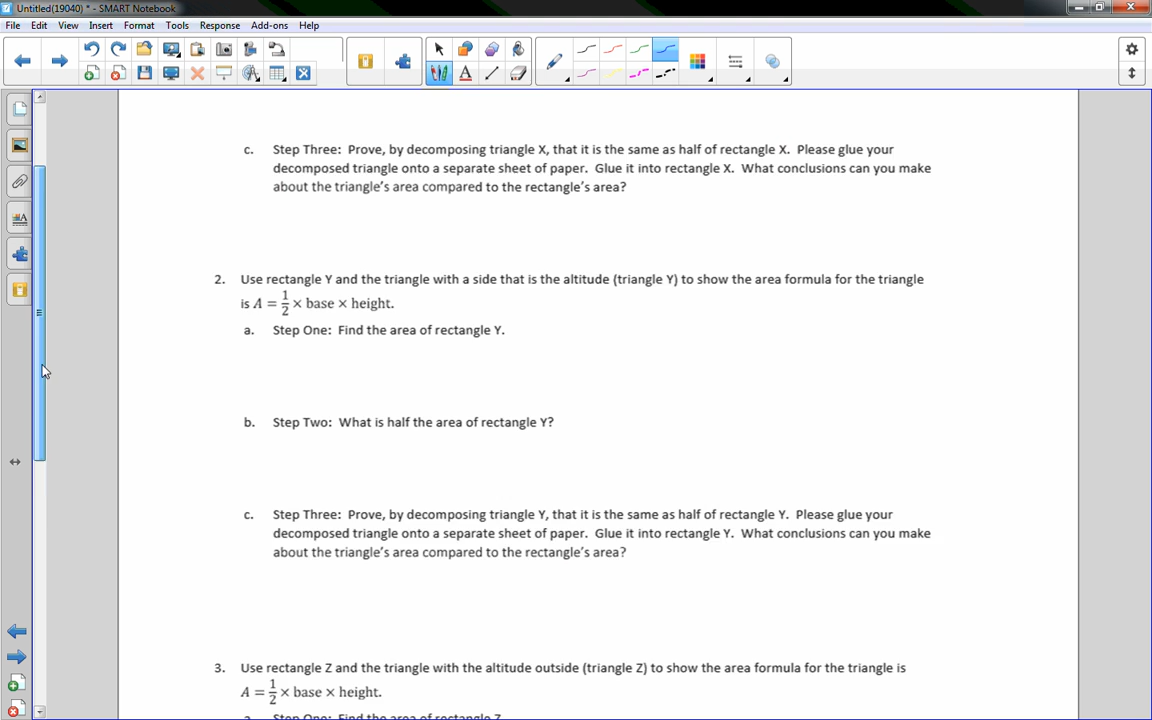 Untitled(19040) * - SMART Notebook
File Edit View Insert Format Tools Response Add-ons Help
c. Step Three: Prove, by decomposing triangle X, that it is the same as half of rectangle X. Please glue your
decomposed triangle onto a separate sheet of paper. Glue it into rectangle X. What conclusions can you make
about the triangle's area compared to the rectangle's area?
2. Use rectangle Y and the triangle with a side that is the altitude (triangle Y) to show the area formula for the triangle
is A = 1/2 × base × height.
a. Step One: Find the area of rectangle Y.
b. Step Two: What is half the area of rectangle Y?
c. Step Three: Prove, by decomposing triangle Y, that it is the same as half of rectangle Y. Please glue your
decomposed triangle onto a separate sheet of paper. Glue it into rectangle Y. What conclusions can you make
about the triangle's area compared to the rectangle's area?
3. Use rectangle Z and the triangle with the altitude outside (triangle Z) to show the area formula for the triangle is
A = 1/2 × base × height.
a. Step One: Find the area of rectangle Z.